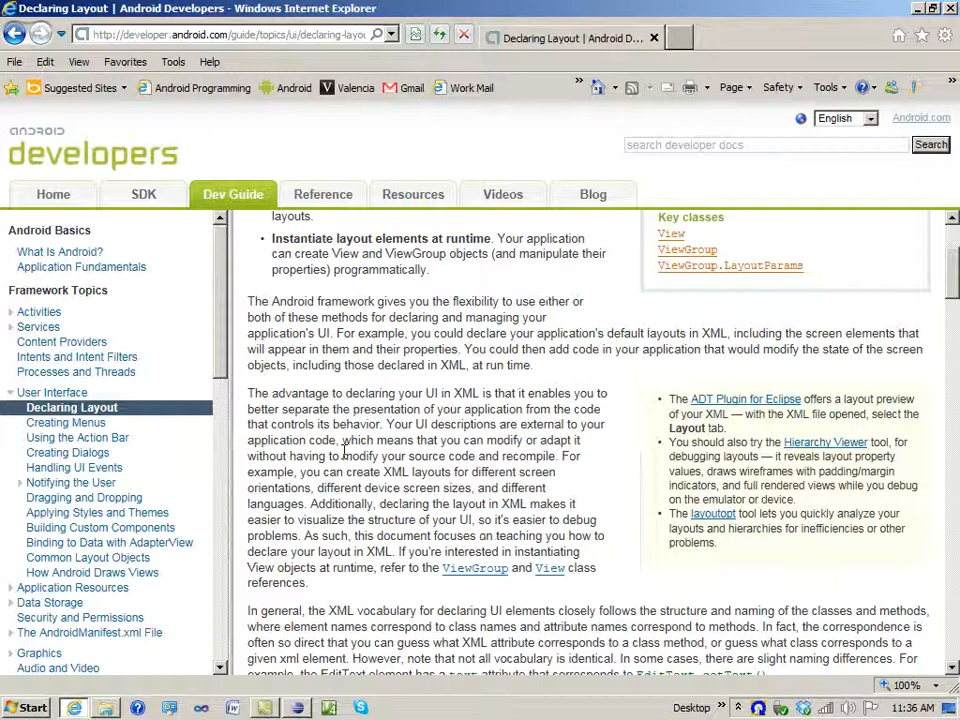 Declaring Layout | Android Developers - Windows Internet Explorer
http://developer.android.com/guide/topics/ui/declaring-layou
Declaring Layout | Android D...
File Edit View Favorites Tools Help
Suggested Sites Android Programming Android Valencia Gmail Work Mail » Page Safety Tools »
English Android.com
android
developers
search developer docs Search
Home SDK Dev Guide Reference Resources Videos Blog
Android Basics
What Is Android?
Application Fundamentals
Framework Topics
Activities
Services
Content Providers
Intents and Intent Filters
Processes and Threads
User Interface
Declaring Layout
Creating Menus
Using the Action Bar
Creating Dialogs
Handling UI Events
Notifying the User
Dragging and Dropping
Applying Styles and Themes
Building Custom Components
Binding to Data with AdapterView
Common Layout Objects
How Android Draws Views
Application Resources
Data Storage
Security and Permissions
The AndroidManifest.xml File
Graphics
Audio and Video
layouts.
• Instantiate layout elements at runtime. Your application
can create View and ViewGroup objects (and manipulate their
properties) programmatically.
Key classes
View
ViewGroup
ViewGroup.LayoutParams
The Android framework gives you the flexibility to use either or
both of these methods for declaring and managing your
application's UI. For example, you could declare your application's default layouts in XML, including the screen elements that
will appear in them and their properties. You could then add code in your application that would modify the state of the screen
objects, including those declared in XML, at run time.
The advantage to declaring your UI in XML is that it enables you to
better separate the presentation of your application from the code
that controls its behavior. Your UI descriptions are external to your
application code, which means that you can modify or adapt it
without having to modify your source code and recompile. For
example, you can create XML layouts for different screen
orientations, different device screen sizes, and different
languages. Additionally, declaring the layout in XML makes it
easier to visualize the structure of your UI, so it's easier to debug
problems. As such, this document focuses on teaching you how to
declare your layout in XML. If you're interested in instantiating
View objects at runtime, refer to the ViewGroup and View class
references.
• The ADT Plugin for Eclipse offers a layout preview
of your XML — with the XML file opened, select the
Layout tab.
• You should also try the Hierarchy Viewer tool, for
debugging layouts — it reveals layout property
values, draws wireframes with padding/margin
indicators, and full rendered views while you debug
on the emulator or device.
• The layoutopt tool lets you quickly analyze your
layouts and hierarchies for inefficiencies or other
problems.
In general, the XML vocabulary for declaring UI elements closely follows the structure and naming of the classes and methods,
where element names correspond to class names and attribute names correspond to methods. In fact, the correspondence is
often so direct that you can guess what XML attribute corresponds to a class method, or guess what class corresponds to a
given xml element. However, note that not all vocabulary is identical. In some cases, there are slight naming differences. For
example, the EditText element has a text attribute that corresponds to EditText.setText().
100%
Start Desktop » 11:36 AM